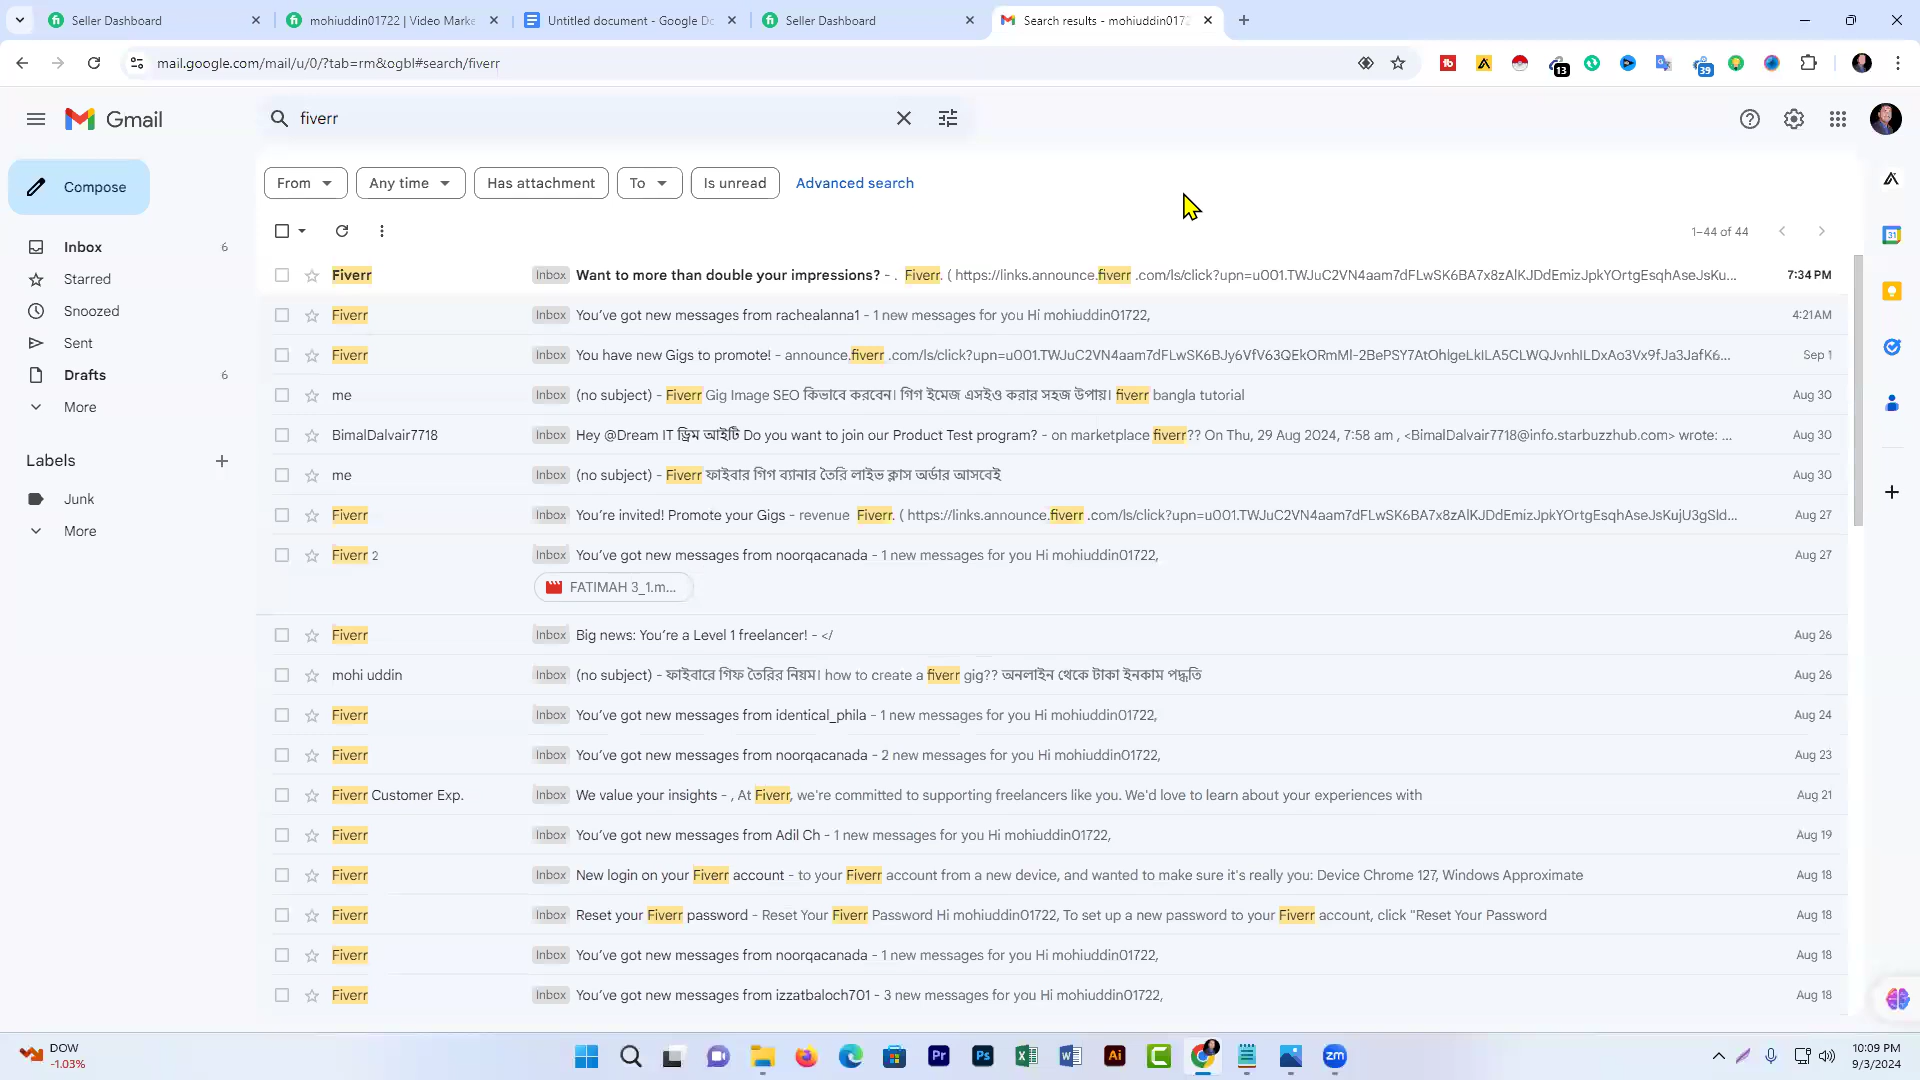 Seller Dashboard
mohiuddin01722 | Video Marke
Untitled document - Google Do
Seller Dashboard
Search results - mohiuddin0172
mail.google.com/mail/u/0/?tab=rm&ogbl#search/fiverr
13
39
Gmail
fiverr
Compose
From
Any time
Has attachment
To
Is unread
Advanced search
1–44 of 44
Inbox 6
Starred
Snoozed
Sent
Drafts 6
More
Labels
Junk
More
Fiverr Inbox Want to more than double your impressions? - . Fiverr. ( https://links.announce.fiverr .com/ls/click?upn=u001.TWJuC2VN4aam7dFLwSK6BA7x8zAlKJDdEmizJpkYOrtgEsqhAseJsKu... 7:34 PM
Fiverr Inbox You've got new messages from rachealanna1 - 1 new messages for you Hi mohiuddin01722, 4:21 AM
Fiverr Inbox You have new Gigs to promote! - announce.fiverr .com/ls/click?upn=u001.TWJuC2VN4aam7dFLwSK6BJy6VfV63QEkORmMl-2BePSY7AtOhlgeLkILA5CLWQJvnhILDxAo3Vx9fJa3JafK6... Sep 1
me Inbox (no subject) - Fiverr Gig Image SEO কিভাবে করবেন। গিগ ইমেজ এসইও করার সহজ উপায়। fiverr bangla tutorial Aug 30
BimalDalvair7718 Inbox Hey @Dream IT ড্রিম আইটি Do you want to join our Product Test program? - on marketplace fiverr?? On Thu, 29 Aug 2024, 7:58 am , <BimalDalvair7718@info.starbuzzhub.com> wrote: ... Aug 30
me Inbox (no subject) - Fiverr ফাইবার গিগ ব্যানার তৈরি লাইভ ক্লাস অর্ডার আসবেই Aug 30
Fiverr Inbox You're invited! Promote your Gigs - revenue Fiverr. ( https://links.announce.fiverr .com/ls/click?upn=u001.TWJuC2VN4aam7dFLwSK6BA7x8zAlKJDdEmizJpkYOrtgEsqhAseJsKujU3gSld... Aug 27
Fiverr 2 Inbox You've got new messages from noorqacanada - 1 new messages for you Hi mohiuddin01722, Aug 27
FATIMAH 3_1.m...
Fiverr Inbox Big news: You're a Level 1 freelancer! - </ Aug 26
mohi uddin Inbox (no subject) - ফাইবারে গিফ তৈরির নিয়ম। how to create a fiverr gig?? অনলাইন থেকে টাকা ইনকাম পদ্ধতি Aug 26
Fiverr Inbox You've got new messages from identical_phila - 1 new messages for you Hi mohiuddin01722, Aug 24
Fiverr Inbox You've got new messages from noorqacanada - 2 new messages for you Hi mohiuddin01722, Aug 23
Fiverr Customer Exp. Inbox We value your insights - , At Fiverr, we're committed to supporting freelancers like you. We'd love to learn about your experiences with Aug 21
Fiverr Inbox You've got new messages from Adil Ch - 1 new messages for you Hi mohiuddin01722, Aug 19
Fiverr Inbox New login on your Fiverr account - to your Fiverr account from a new device, and wanted to make sure it's really you: Device Chrome 127, Windows Approximate Aug 18
Fiverr Inbox Reset your Fiverr password - Reset Your Fiverr Password Hi mohiuddin01722, To set up a new password to your Fiverr account, click "Reset Your Password Aug 18
Fiverr Inbox You've got new messages from noorqacanada - 1 new messages for you Hi mohiuddin01722, Aug 18
Fiverr Inbox You've got new messages from izzatbaloch701 - 3 new messages for you Hi mohiuddin01722, Aug 18
DOW
-1.03%
10:09 PM
9/3/2024